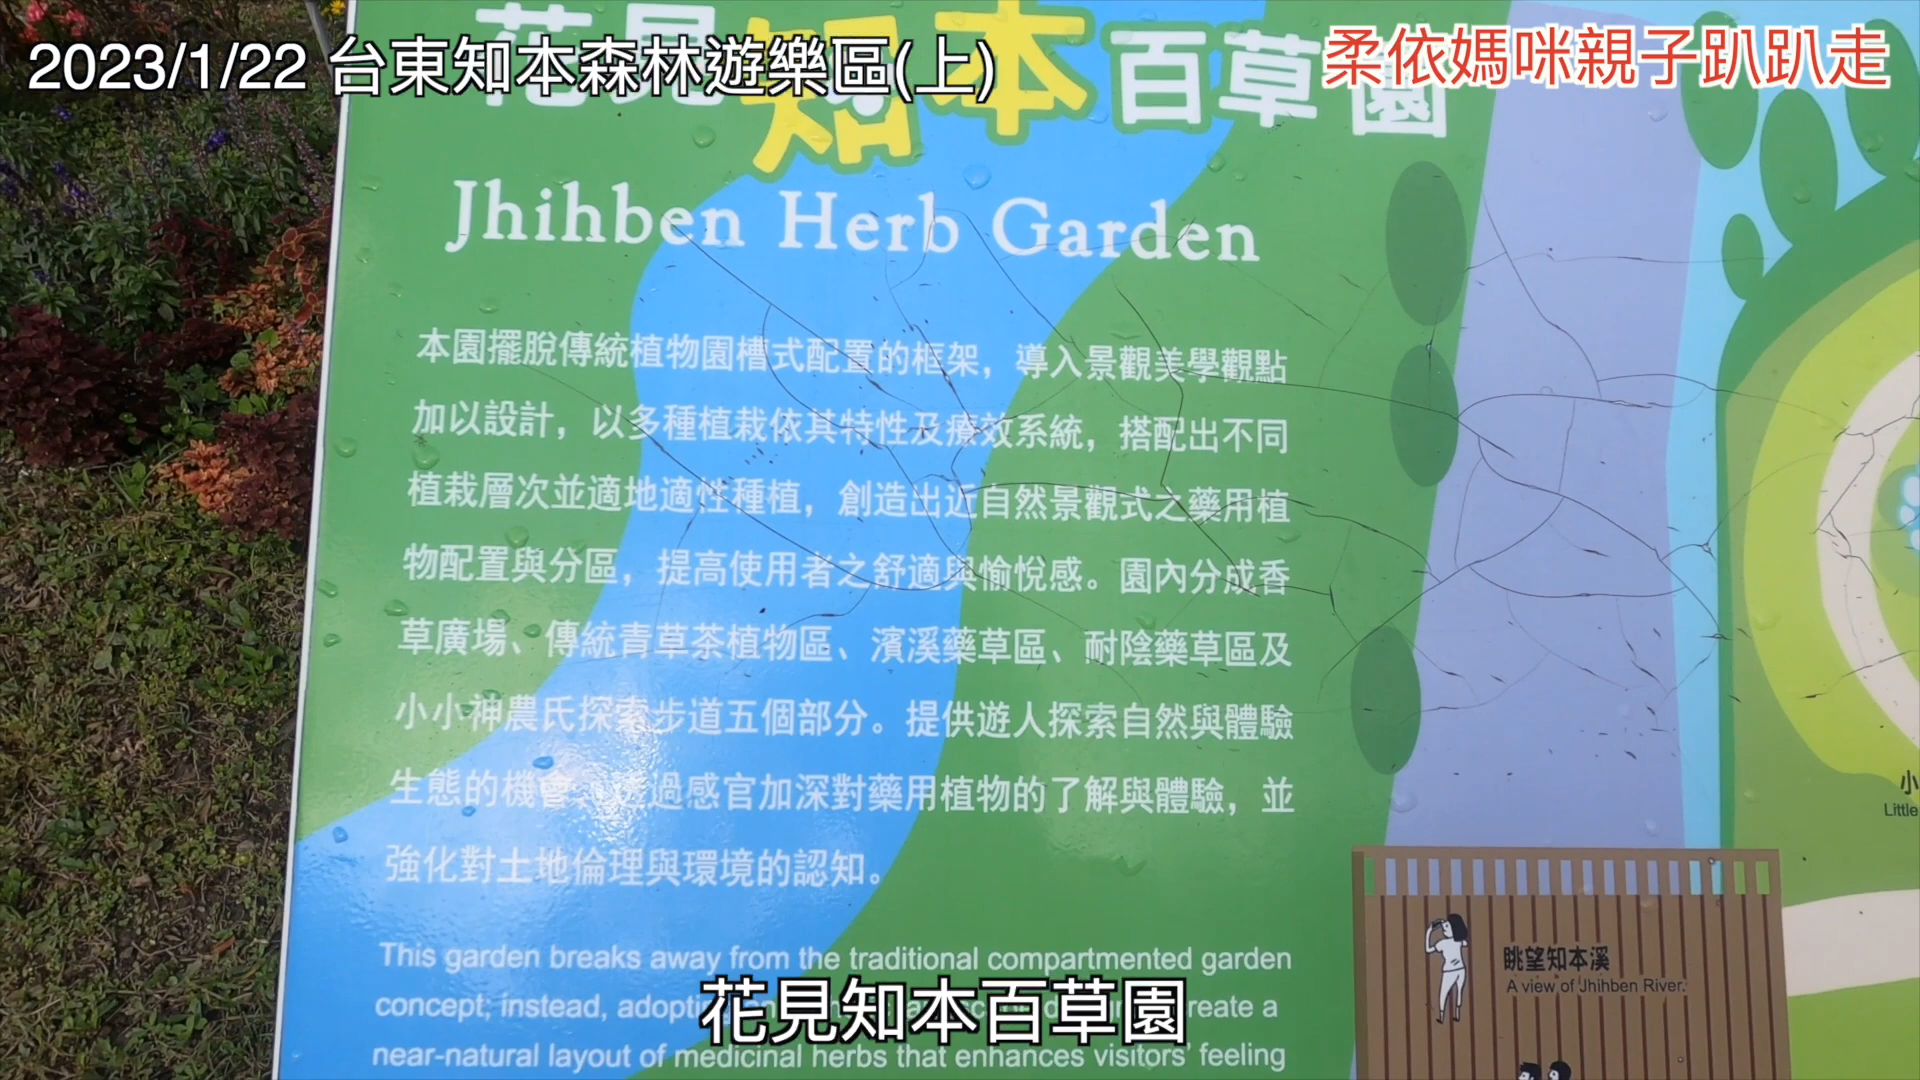 2023/1/22 台東知本森林遊樂區(上)
柔依媽咪親子趴趴走
花見知本百草園
Jhihben Herb Garden
本園擺脫傳統植物園槽式配置的框架，導入景觀美學觀點
加以設計，以多種植栽依其特性及療效系統，搭配出不同
植栽層次並適地適性種植，創造出近自然景觀式之藥用植
物配置與分區，提高使用者之舒適與愉悅感。園內分成香
草廣場、傳統青草茶植物區、濱溪藥草區、耐陰藥草區及
小小神農氏探索步道五個部分。提供遊人探索自然與體驗
生態的機會，透過感官加深對藥用植物的了解與體驗，並
強化對土地倫理與環境的認知。
This garden breaks away from the traditional compartmented garden
concept; instead, adopti
reate a
near-natural layout of medicinal herbs that enhances visitors' feeling
小
Little
眺望知本溪
A view of Jhihben River.
花見知本百草園